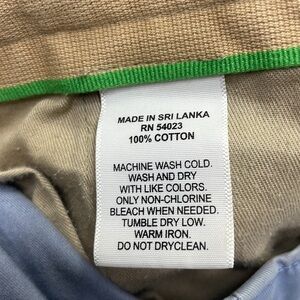 MADE IN SRI LANKA
RN 54023
100% COTTON
MACHINE WASH COLD.
WASH AND DRY
WITH LIKE COLORS.
ONLY NON-CHLORINE
BLEACH WHEN NEEDED.
TUMBLE DRY LOW.
WARM IRON.
DO NOT DRYCLEAN.